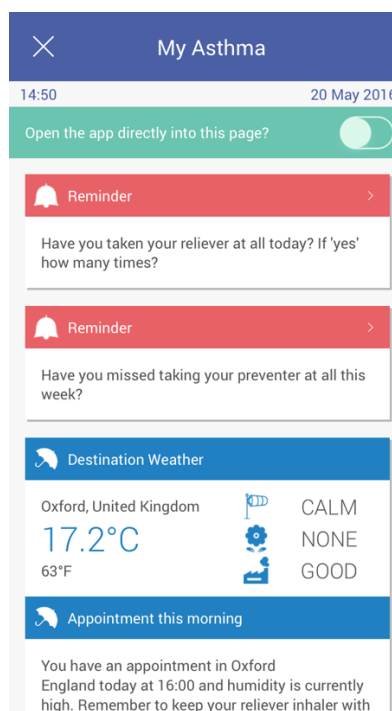 My Asthma
14:50 20 May 2016
Open the app directly into this page?
Reminder
Have you taken your reliever at all today? If 'yes'
how many times?
Reminder
Have you missed taking your preventer at all this
week?
Destination Weather
Oxford, United Kingdom
CALM
17.2°C
NONE
63°F
GOOD
Appointment this morning
You have an appointment in Oxford
England today at 16:00 and humidity is currently
high. Remember to keep your reliever inhaler with